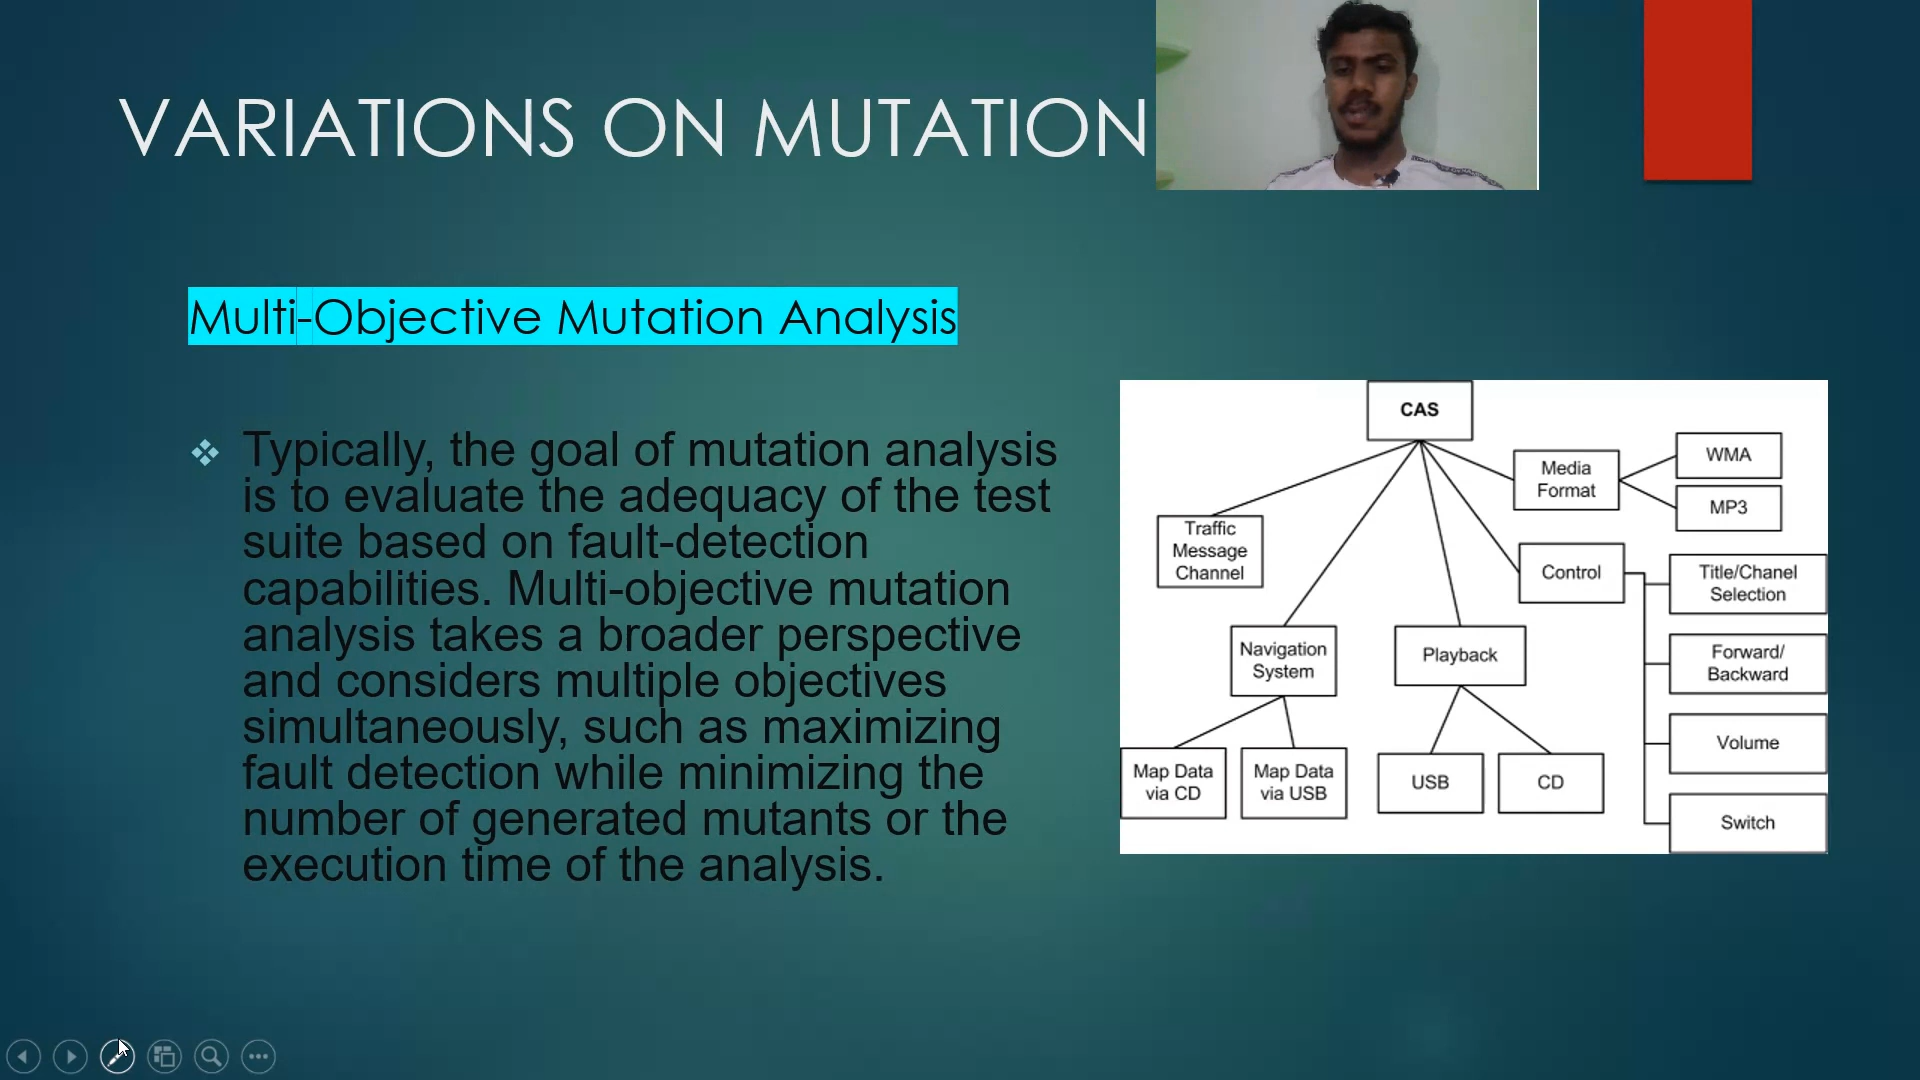 VARIATIONS ON MUTATION
Multi-Objective Mutation Analysis
Typically, the goal of mutation analysis
is to evaluate the adequacy of the test
suite based on fault-detection
capabilities. Multi-objective mutation
analysis takes a broader perspective
and considers multiple objectives
simultaneously, such as maximizing
fault detection while minimizing the
number of generated mutants or the
execution time of the analysis.
CAS
Media
Format
WMA
MP3
Traffic
Message
Channel
Control
Title/Chanel
Selection
Navigation
System
Playback
Forward/
Backward
Map Data
via CD
Map Data
via USB
USB
CD
Volume
Switch